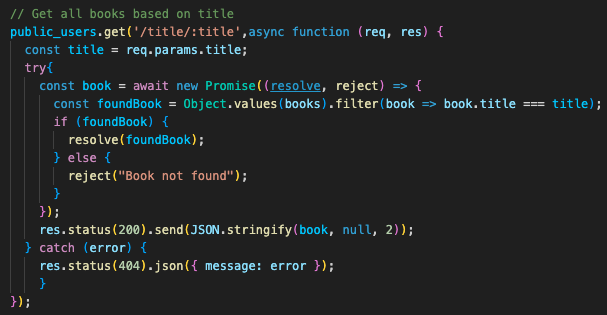 // Get all books based on title
public_users.get('/title/:title',async function (req, res) {
  const title = req.params.title;
  try{
    const book = await new Promise((resolve, reject) => {
      const foundBook = Object.values(books).filter(book => book.title === title);
      if (foundBook) {
        resolve(foundBook);
      } else {
        reject("Book not found");
      }
    });
    res.status(200).send(JSON.stringify(book, null, 2));
  } catch (error) {
    res.status(404).json({ message: error });
    }
});